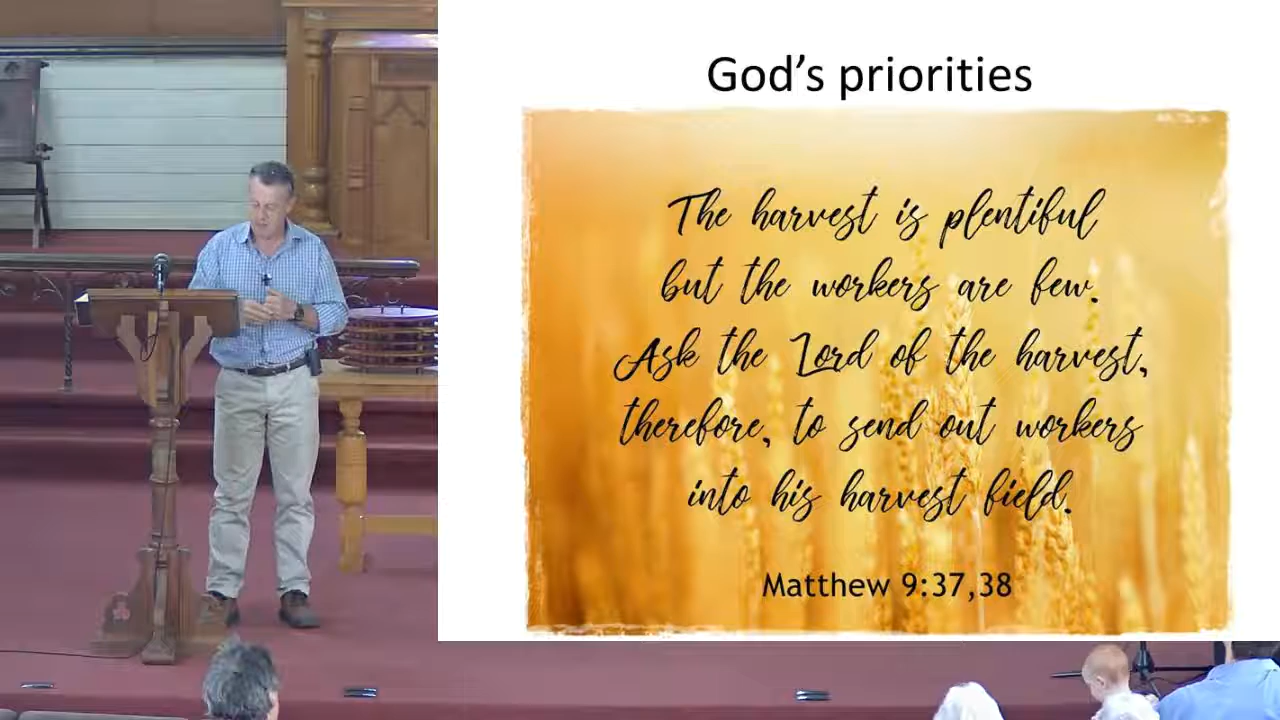 God’s priorities
The harvest is plentiful
but the workers are few.
Ask the Lord of the harvest,
therefore, to send out workers
into his harvest field.
Matthew 9:37,38